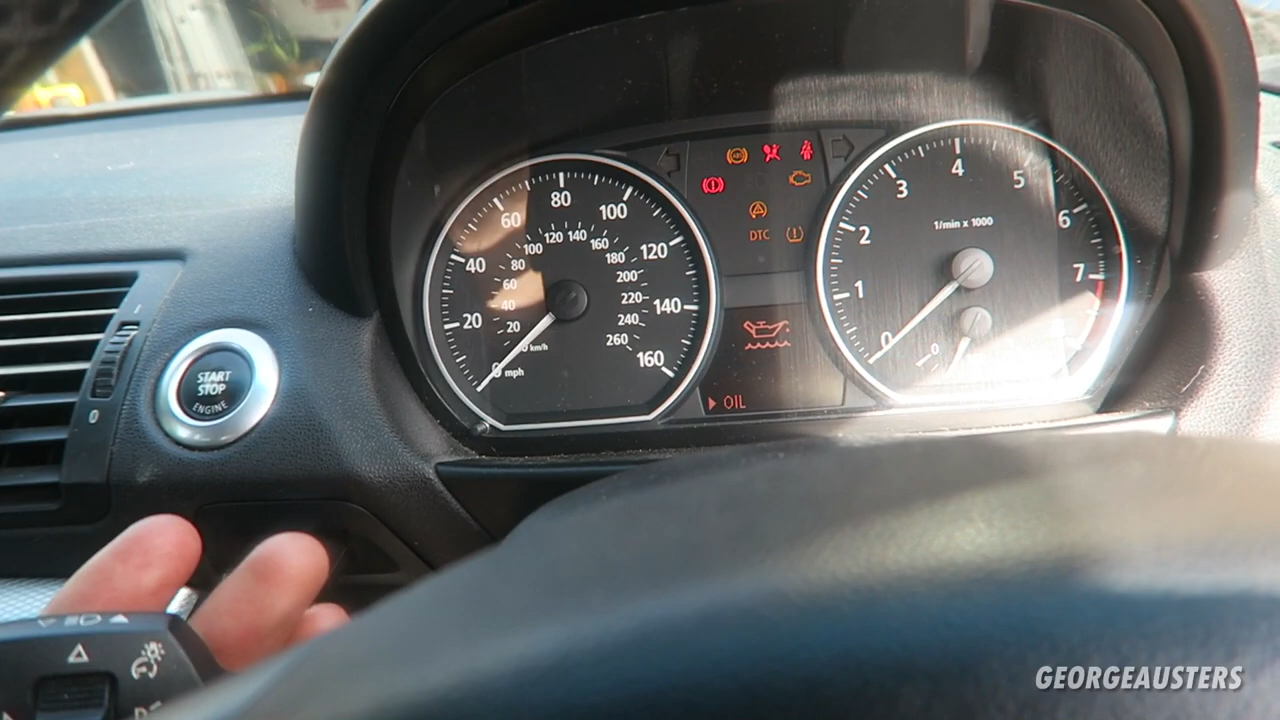 START
STOP
ENGINE
0
0 20 40 60 80 100 120 140 160
mph
20 40 60 80 100 120 140 160 180 200 220 240 260
km/h
ABS
DTC
OIL
0 1 2 3 4 5 6 7
1/min x 1000
0
GEORGEAUSTERS